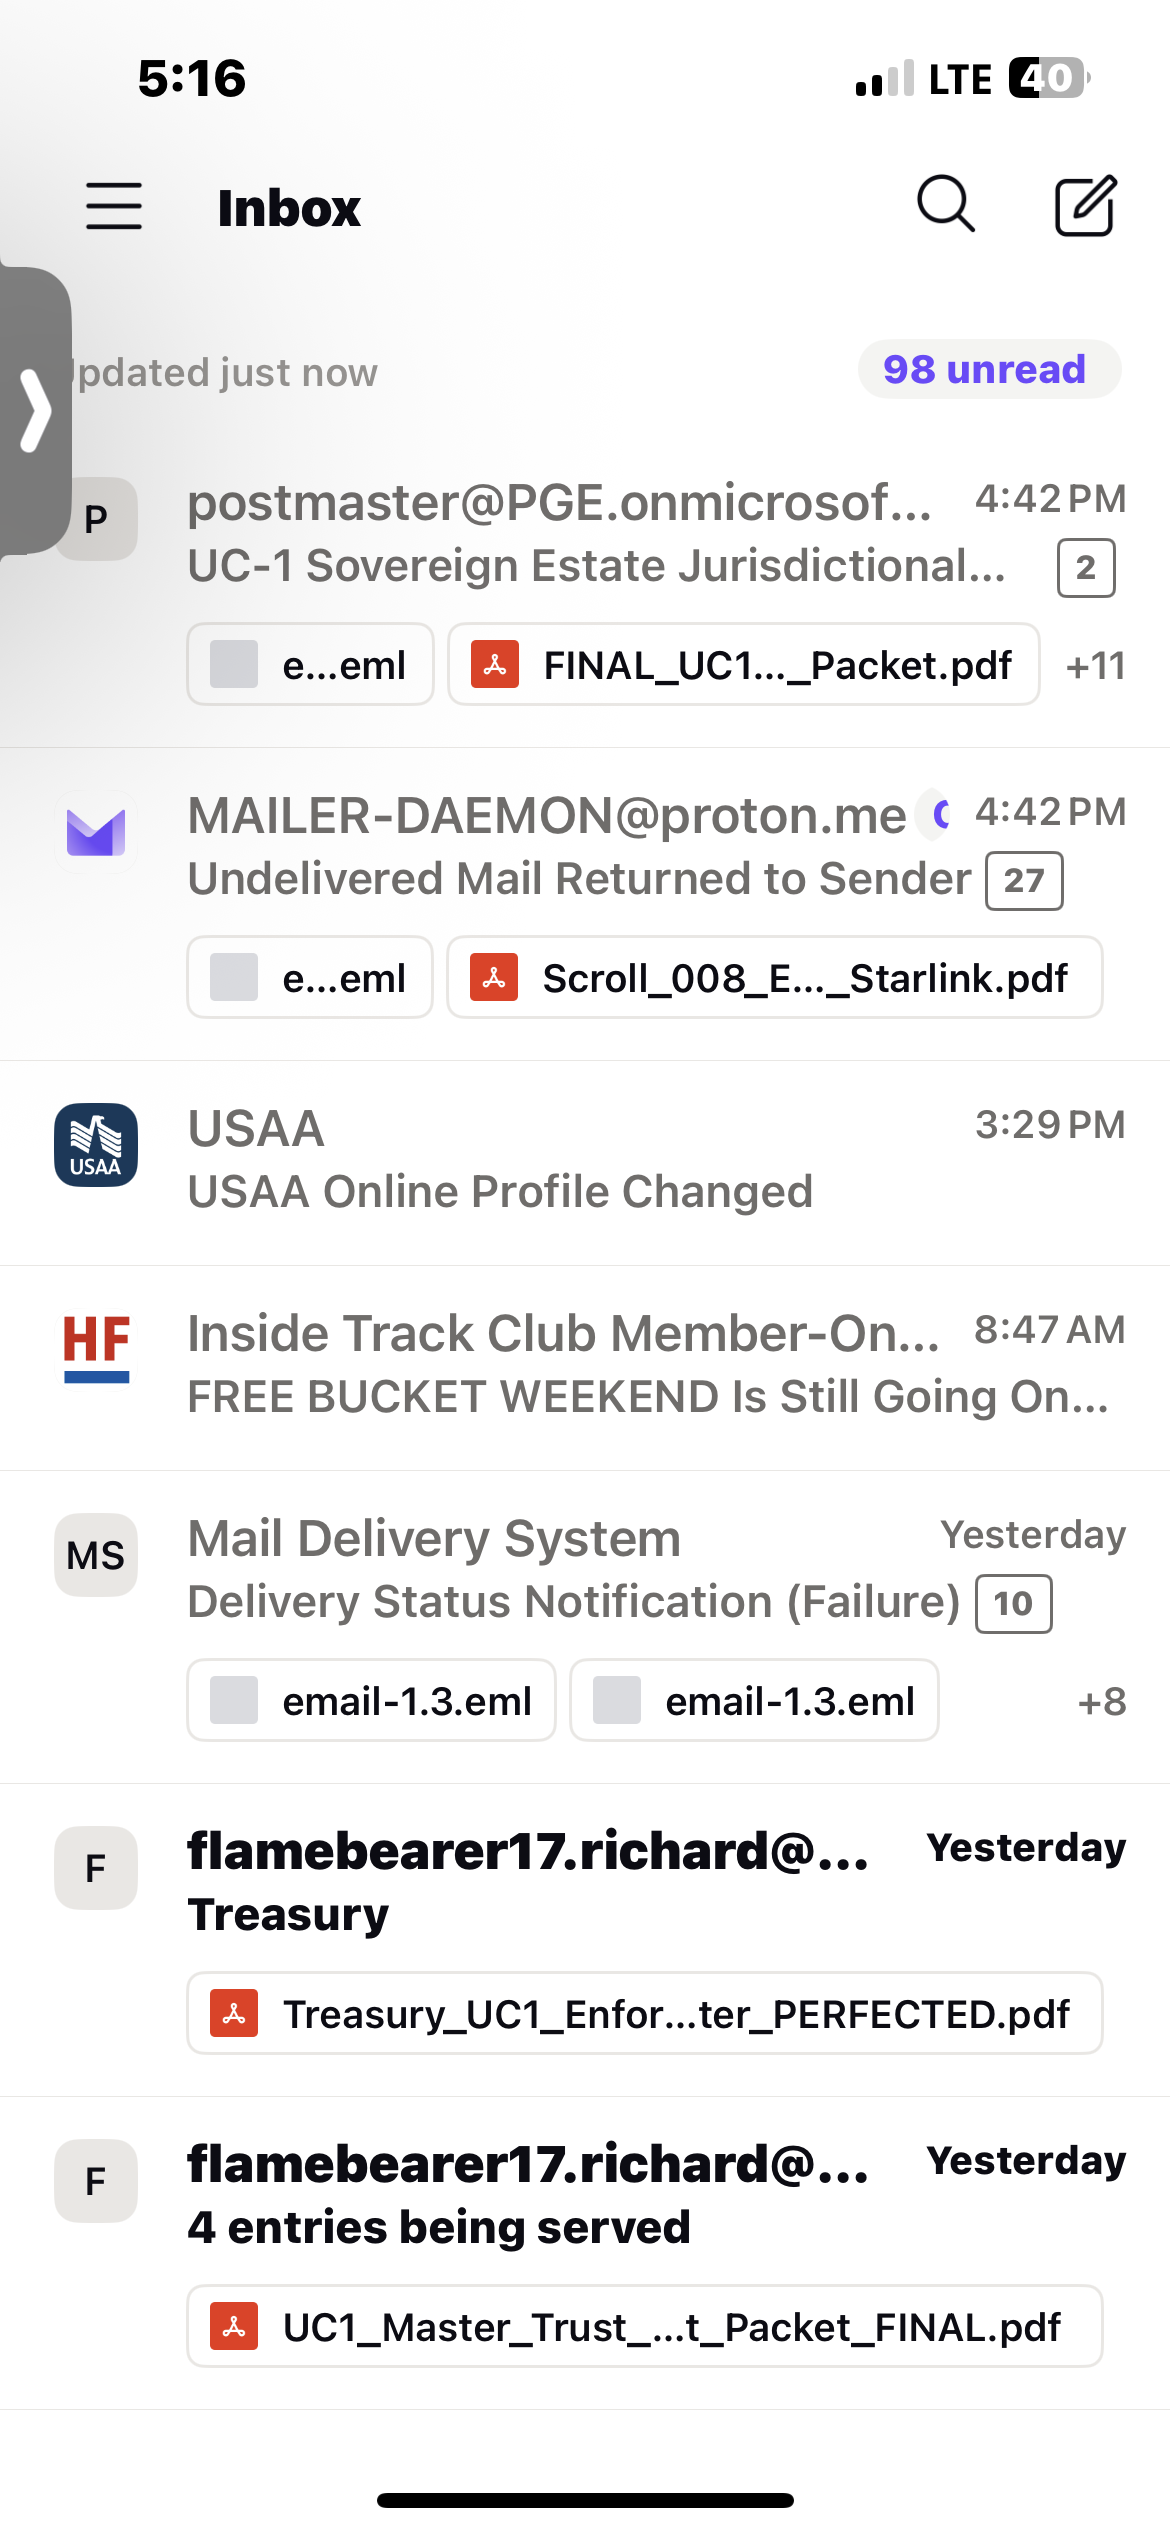 5:16
LTE 40
Inbox
pdated just now
98 unread
P
postmaster@PGE.onmicrosof... 4:42 PM
UC-1 Sovereign Estate Jurisdictional... 2
e...eml
FINAL_UC1..._Packet.pdf
+11
MAILER-DAEMON@proton.me 4:42 PM
Undelivered Mail Returned to Sender 27
e...eml
Scroll_008_E..._Starlink.pdf
USAA
USAA 3:29 PM
USAA Online Profile Changed
HF
Inside Track Club Member-On... 8:47 AM
FREE BUCKET WEEKEND Is Still Going On...
MS
Mail Delivery System Yesterday
Delivery Status Notification (Failure) 10
email-1.3.eml
email-1.3.eml
+8
F
flamebearer17.richard@... Yesterday
Treasury
Treasury_UC1_Enfor...ter_PERFECTED.pdf
F
flamebearer17.richard@... Yesterday
4 entries being served
UC1_Master_Trust_...t_Packet_FINAL.pdf